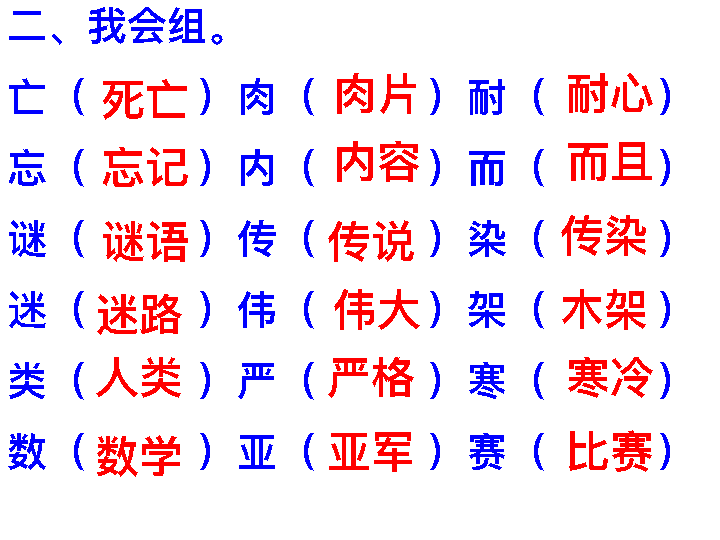 二、我会组。
亡（死亡）肉（肉片）耐（耐心）
忘（忘记）内（内容）而（而且）
谜（谜语）传（传说）染（传染）
迷（迷路）伟（伟大）架（木架）
类（人类）严（严格）寒（寒冷）
数（数学）亚（亚军）赛（比赛）